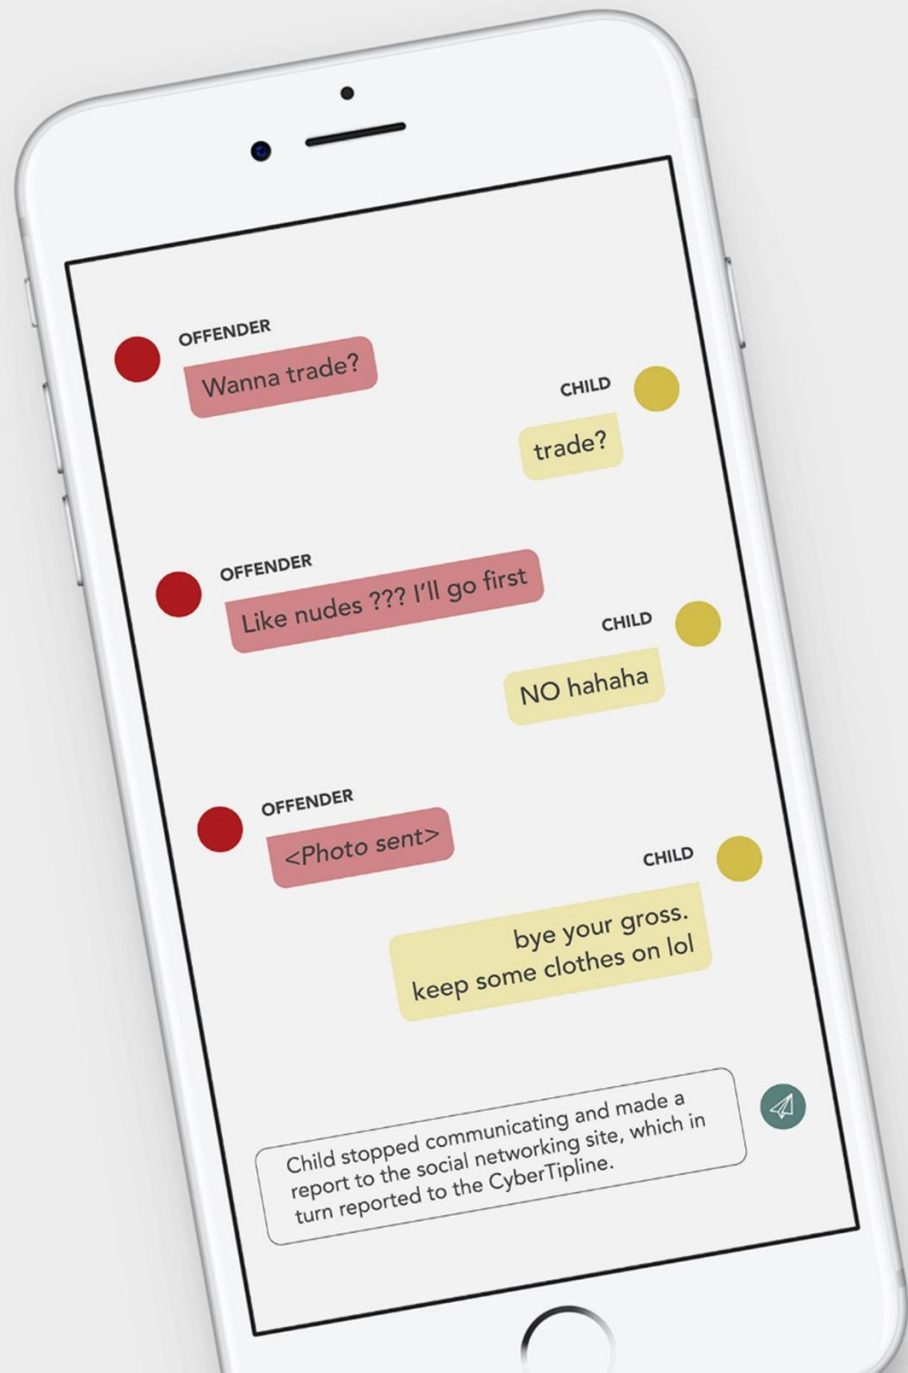 OFFENDER
Wanna trade?
CHILD
trade?
OFFENDER
Like nudes ??? I'll go first
CHILD
NO hahaha
OFFENDER
<Photo sent>
CHILD
bye your gross.
keep some clothes on lol
Child stopped communicating and made a
report to the social networking site, which in
turn reported to the CyberTipline.